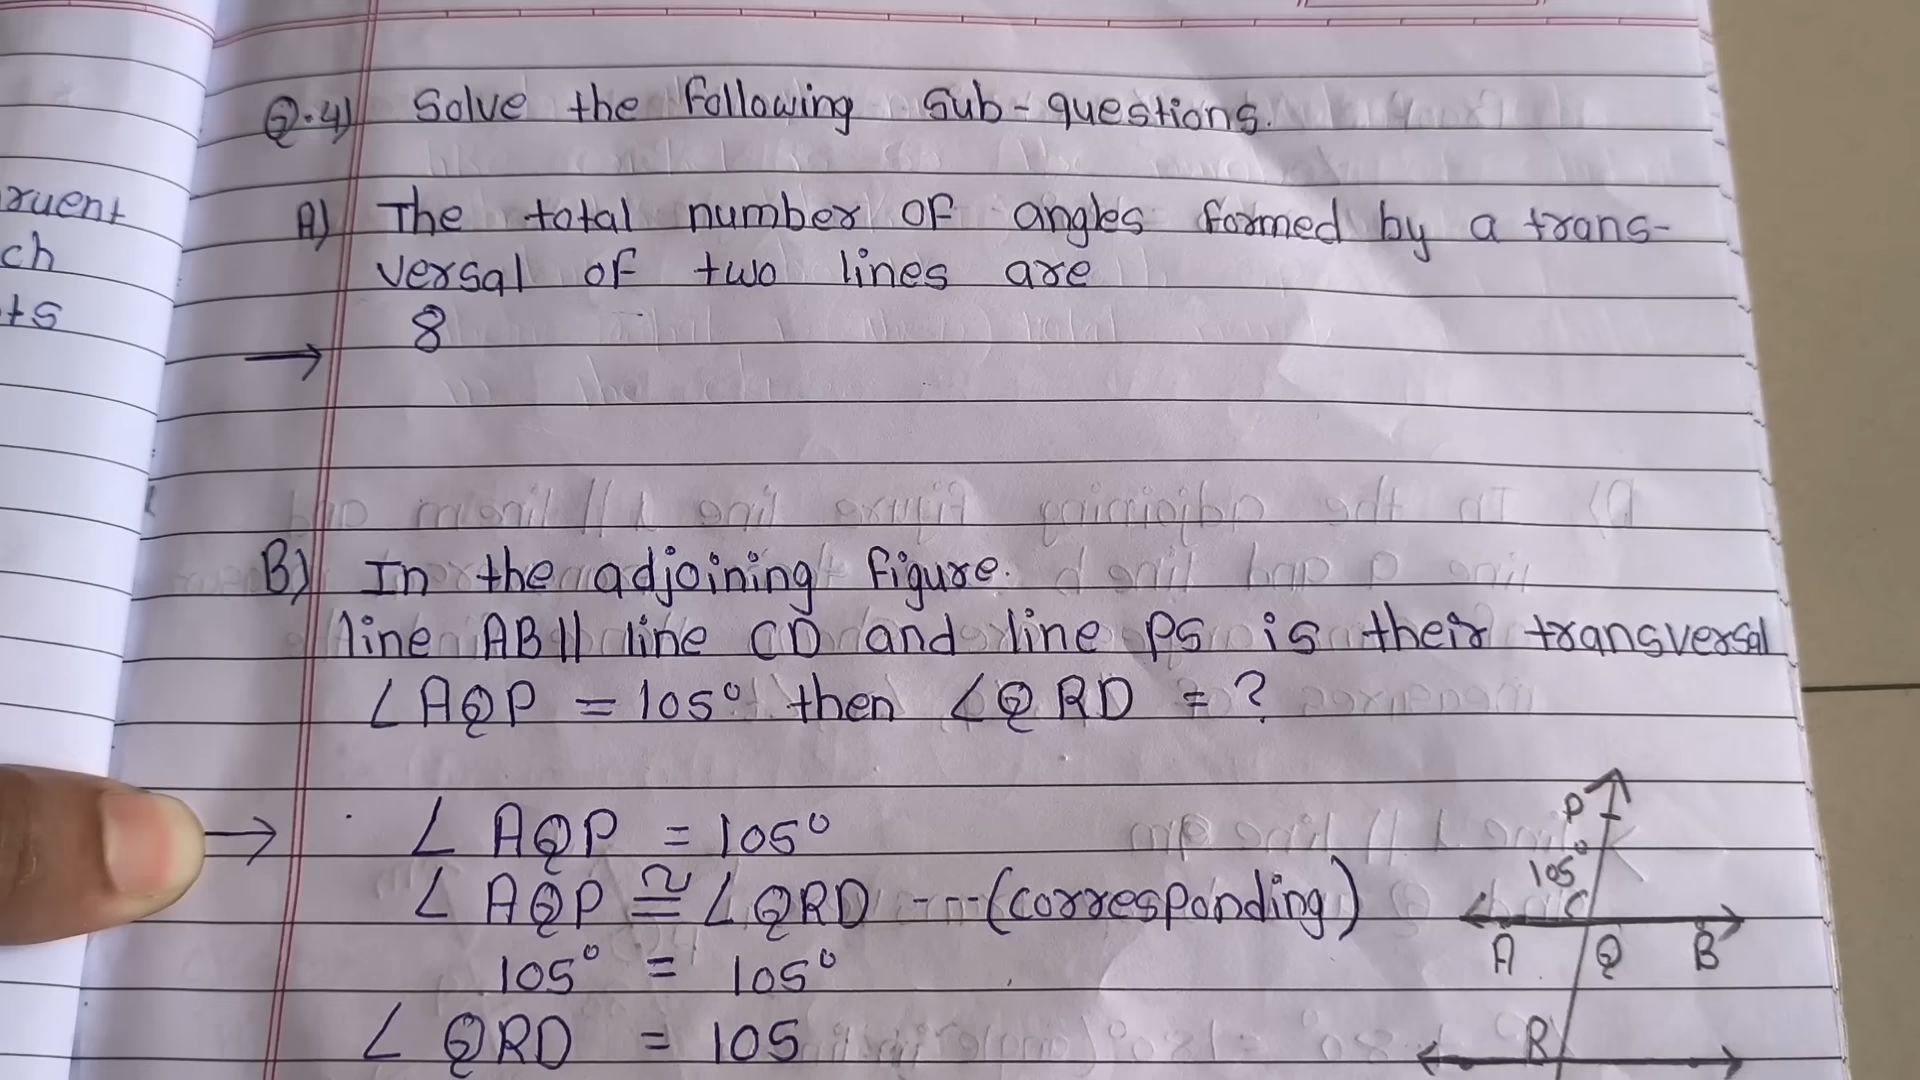 ruent
ch
ts
Q.4) Solve the following sub-questions.
A) The total number of angles formed by a trans-
versal of two lines are
→ 8
B) In the adjoining figure.
line AB || line CD and line PS is their transversal
∠AQP = 105° then ∠QRD = ?
→ ∠ AQP = 105°
∠ AQP ≅ ∠QRD ---(corresponding)
105° = 105°
∠ QRD = 105
P
105°
A Q B
R